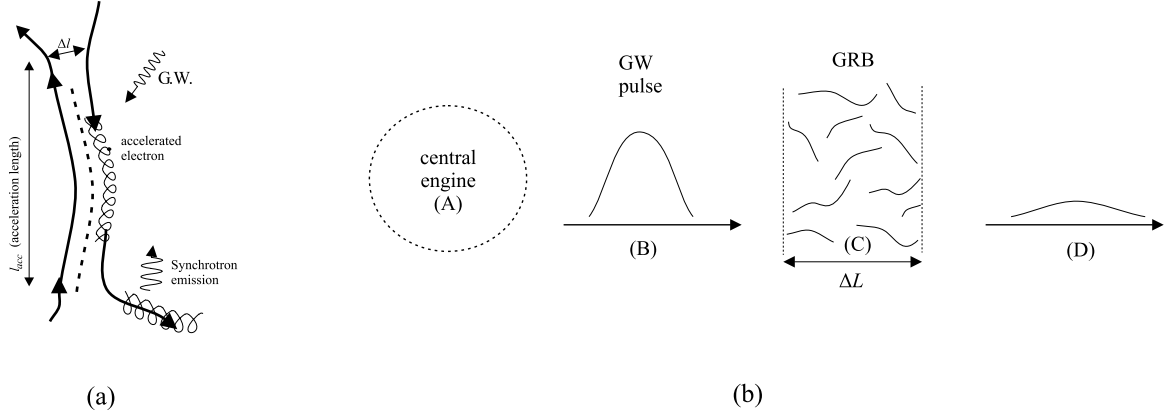 Δl
G.W.
accelerated
electron
l_acc (acceleration length)
Synchrotron
emission
(a)
central
engine
(A)
GW
pulse
(B)
GRB
(C)
ΔL
(D)
(b)